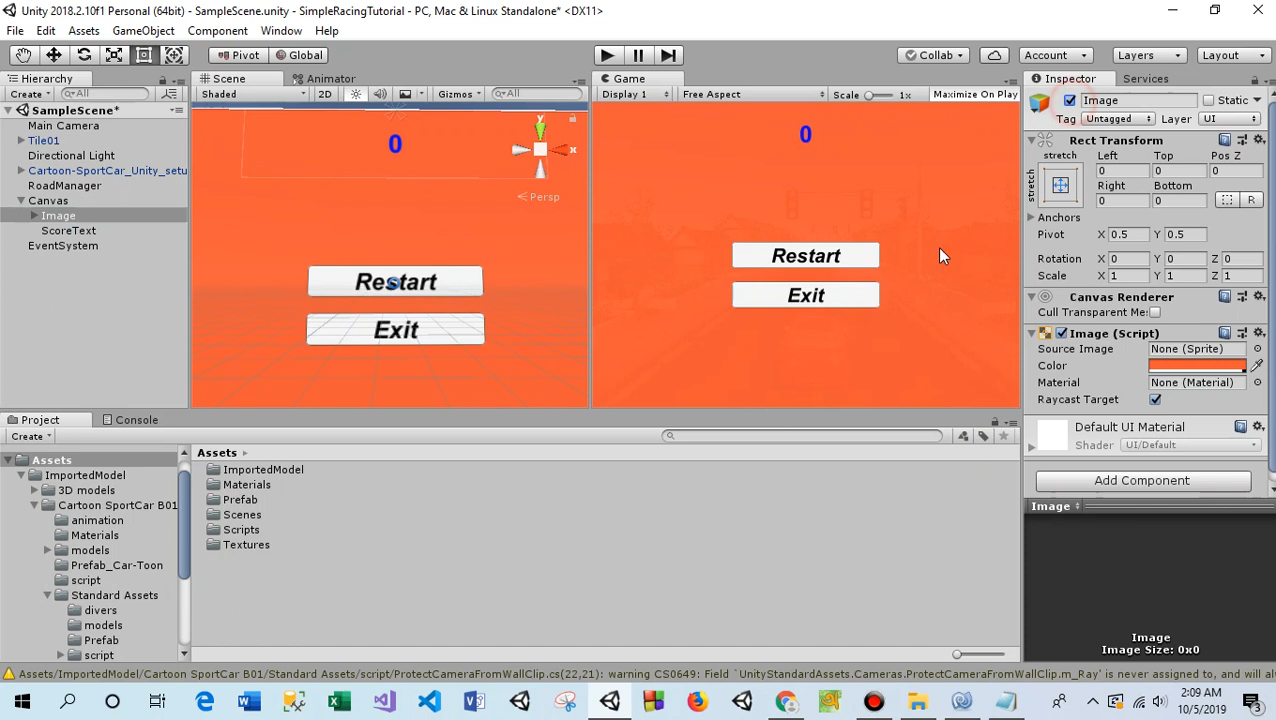 Unity 2018.2.10f1 Personal (64bit) - SampleScene.unity - SimpleRacingTutorial - PC, Mac & Linux Standalone* <DX11>
File Edit Assets GameObject Component Window Help
Pivot Global Collab Account Layers Layout
Hierarchy Scene Animator Game Inspector Services
Create All Shaded 2D Gizmos All Display 1 Free Aspect Scale 1x Maximize On Play Image Static
SampleScene*
Tag Untagged Layer UI
Main Camera
Tile01
Directional Light
Cartoon-SportCar_Unity_setu
RoadManager
Canvas
Image
ScoreText
EventSystem
0
y
x
Persp
Restart
Exit
0
Restart
Exit
Rect Transform
stretch Left Top Pos Z
stretch 0 0 0
Right Bottom
0 0 R
Anchors
Pivot X 0.5 Y 0.5
Rotation X 0 Y 0 Z 0
Scale X 1 Y 1 Z 1
Canvas Renderer
Cull Transparent Me
Image (Script)
Source Image None (Sprite)
Color
Material None (Material)
Raycast Target
Default UI Material
Shader UI/Default
Add Component
Image
Image
Image Size: 0x0
Project Console
Create
Assets
ImportedModel
3D models
Cartoon SportCar B01
animation
Materials
models
Prefab_Car-Toon
script
Standard Assets
divers
models
Prefab
script
Assets
ImportedModel
Materials
Prefab
Scenes
Scripts
Textures
Assets/ImportedModel/Cartoon SportCar B01/Standard Assets/script/ProtectCameraFromWallClip.cs(22,21): warning CS0649: Field `UnityStandardAssets.Cameras.ProtectCameraFromWallClip.m_Ray' is never assigned to, and will a
2:09 AM
10/5/2019
3